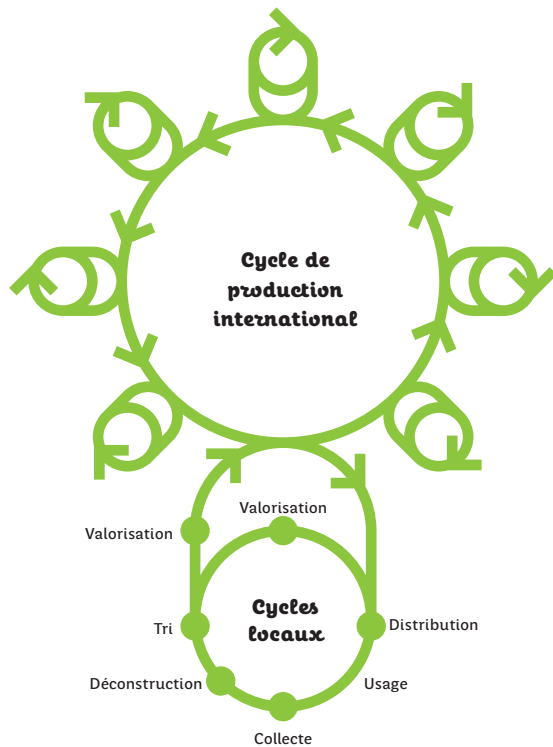 Cycle de
production
international
Valorisation
Valorisation
Cycles
locaux
Tri
Distribution
Déconstruction
Usage
Collecte